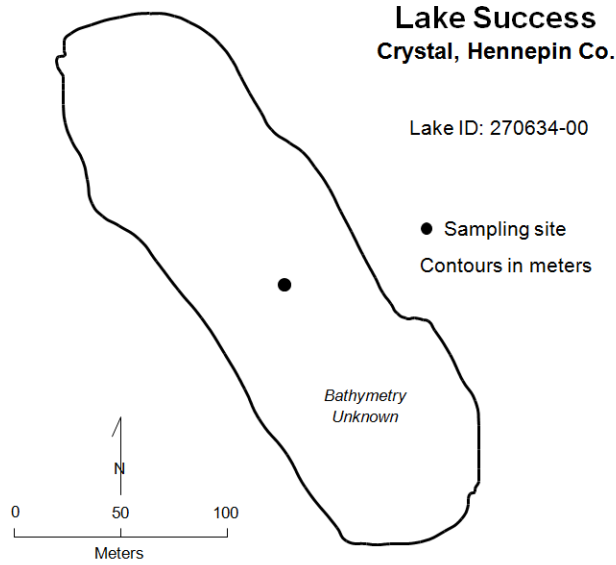 Lake Success
Crystal, Hennepin Co.
Lake ID: 270634-00
Sampling site
Contours in meters
Bathymetry
Unknown
N
0 50 100
Meters